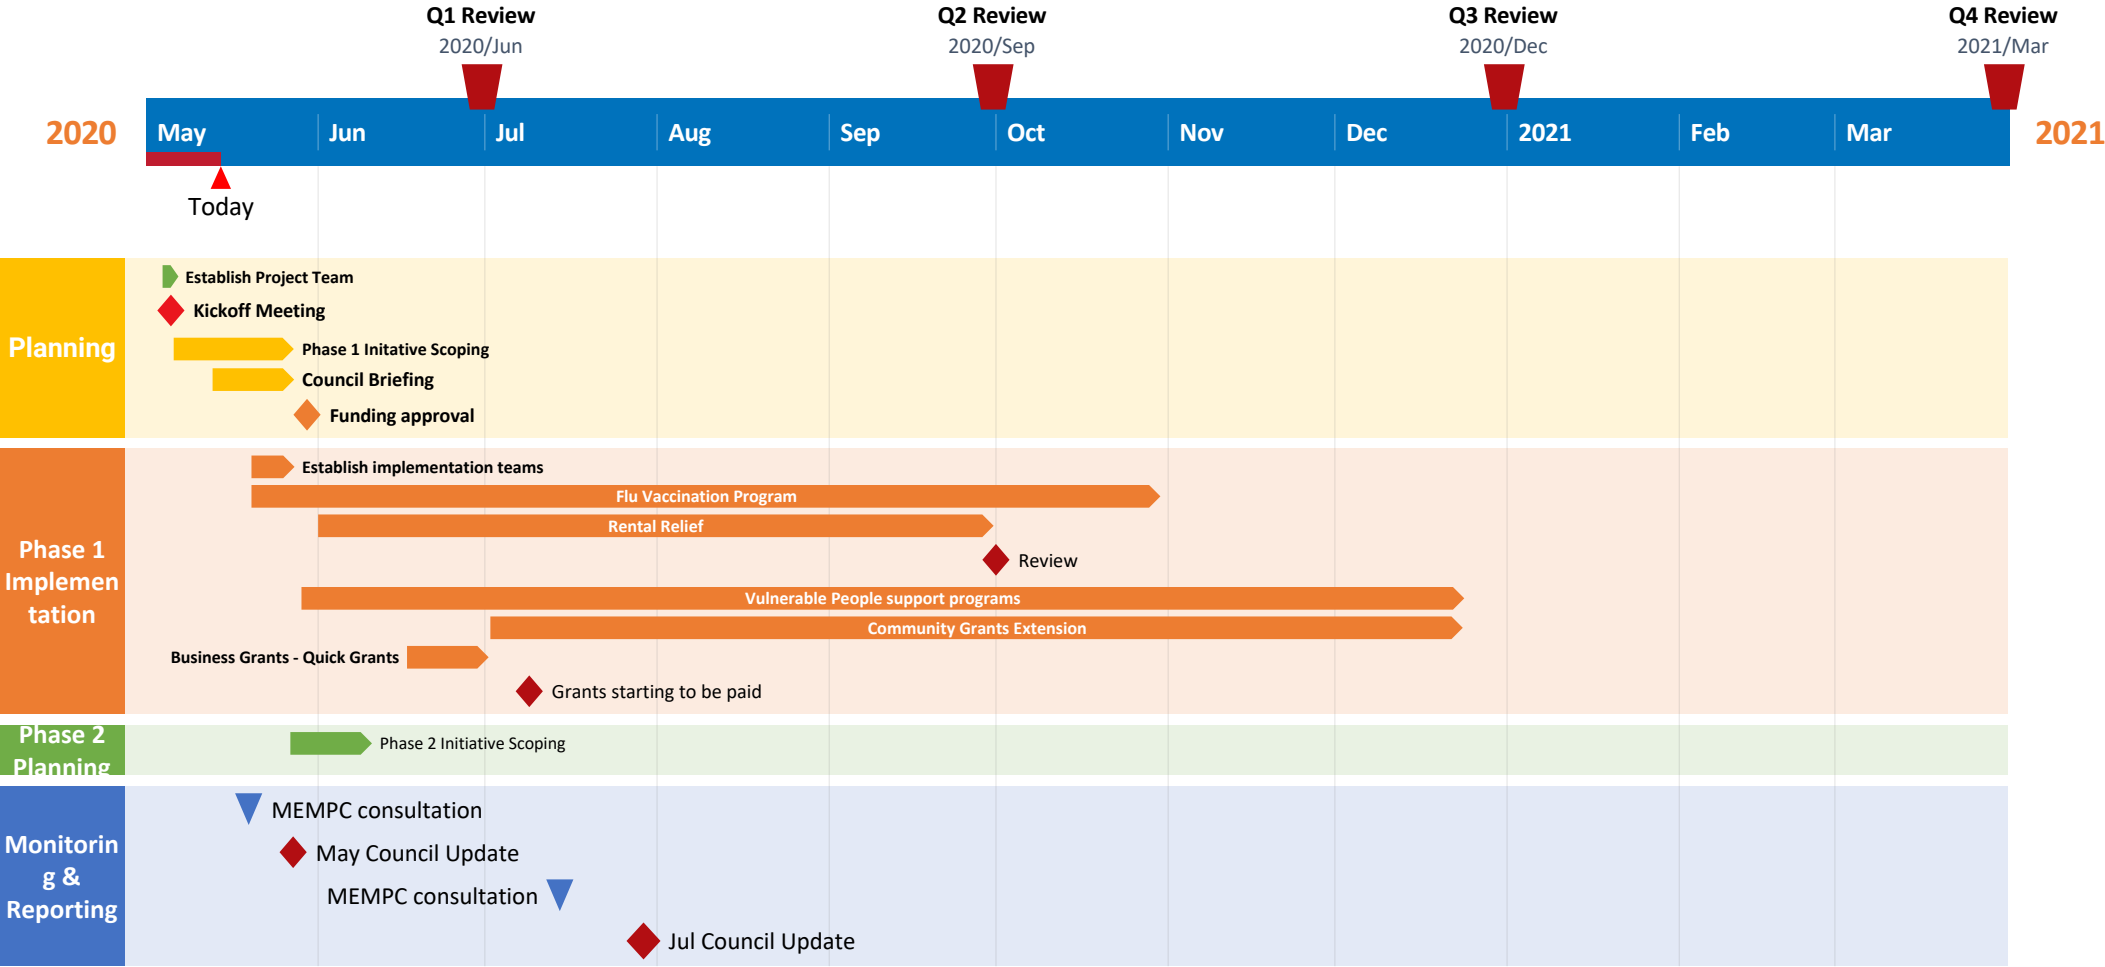 Q1 Review
2020/Jun
Q2 Review
2020/Sep
Q3 Review
2020/Dec
Q4 Review
2021/Mar
2020
May
Jun
Jul
Aug
Sep
Oct
Nov
Dec
2021
Feb
Mar
2021
Today
Planning
Establish Project Team
Kickoff Meeting
Phase 1 Initative Scoping
Council Briefing
Funding approval
Phase 1
Implemen
tation
Establish implementation teams
Flu Vaccination Program
Rental Relief
Review
Vulnerable People support programs
Community Grants Extension
Business Grants - Quick Grants
Grants starting to be paid
Phase 2
Planning
Phase 2 Initiative Scoping
Monitorin
g &
Reporting
MEMPC consultation
May Council Update
MEMPC consultation
Jul Council Update